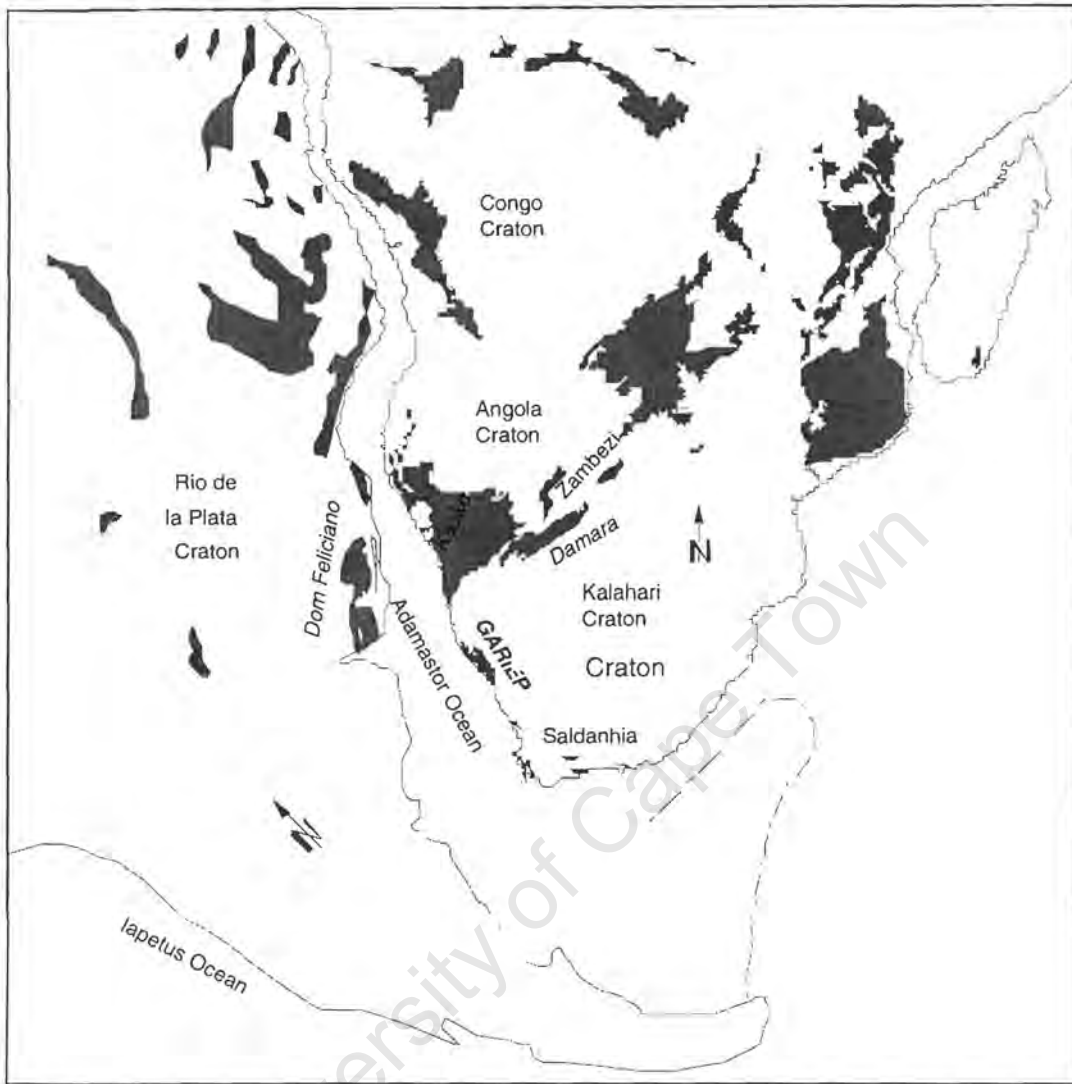 Congo
Craton
Angola
Craton
Rio de
la Plata
Craton
Zambezi
Damara
Dom Feliciano
N
Kalahari
Craton
Adamastor Ocean
GARIEP
Craton
Saldanhia
N
Iapetus Ocean
University of Cape Town